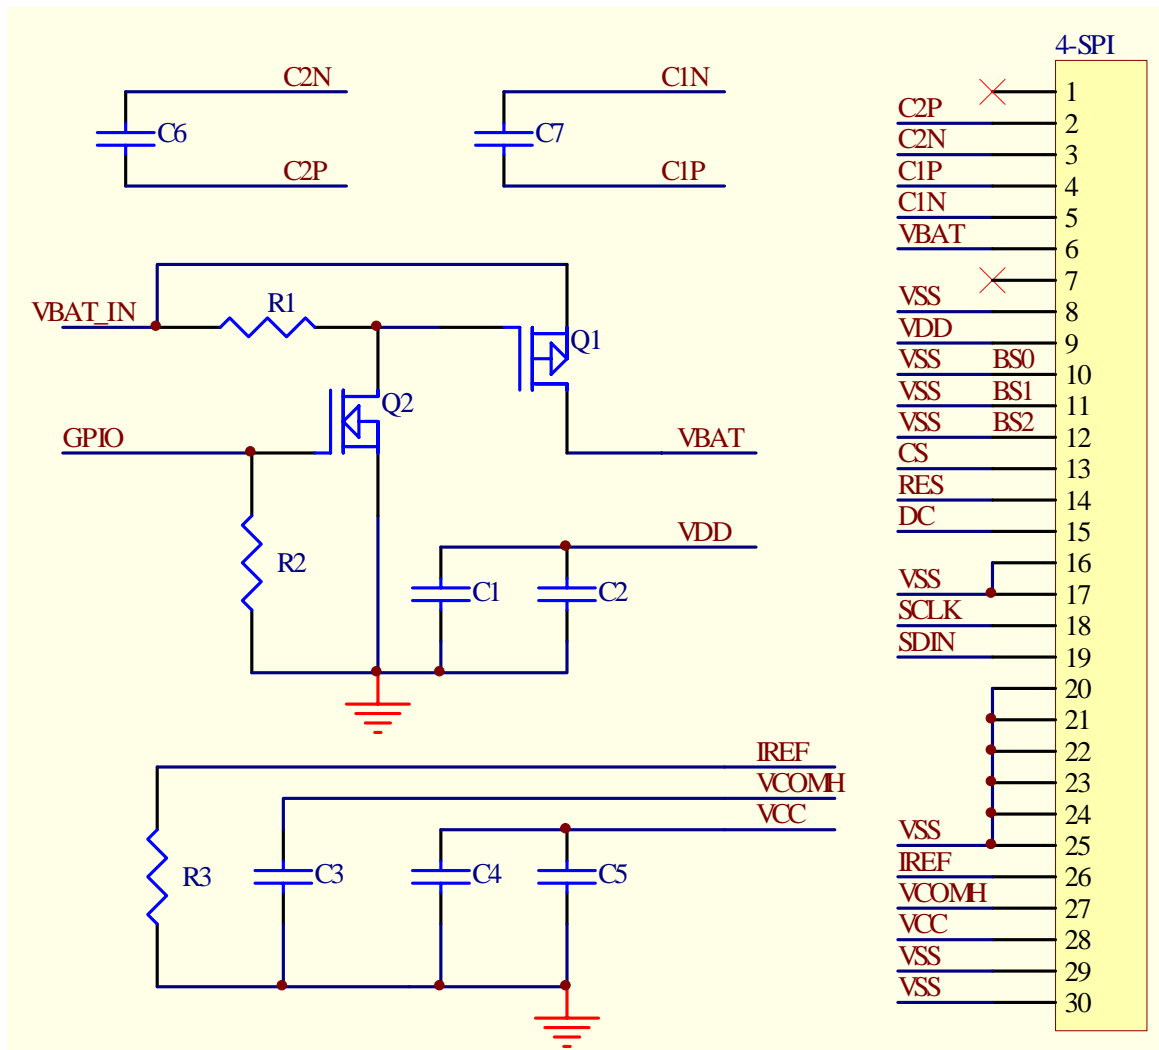 4-SPI
C2N
C1N
C6
C7
C2P
C1P
VBAT_IN
R1
Q1
Q2
GPIO
VBAT
R2
VDD
C1
C2
IREF
VCOMH
VCC
R3
C3
C4
C5
1
C2P 2
C2N 3
C1P 4
C1N 5
VBAT 6
7
VSS 8
VDD 9
VSS BS0 10
VSS BS1 11
VSS BS2 12
CS 13
RES 14
DC 15
16
VSS 17
SCLK 18
SDIN 19
20
21
22
23
24
VSS 25
IREF 26
VCOMH 27
VCC 28
VSS 29
VSS 30